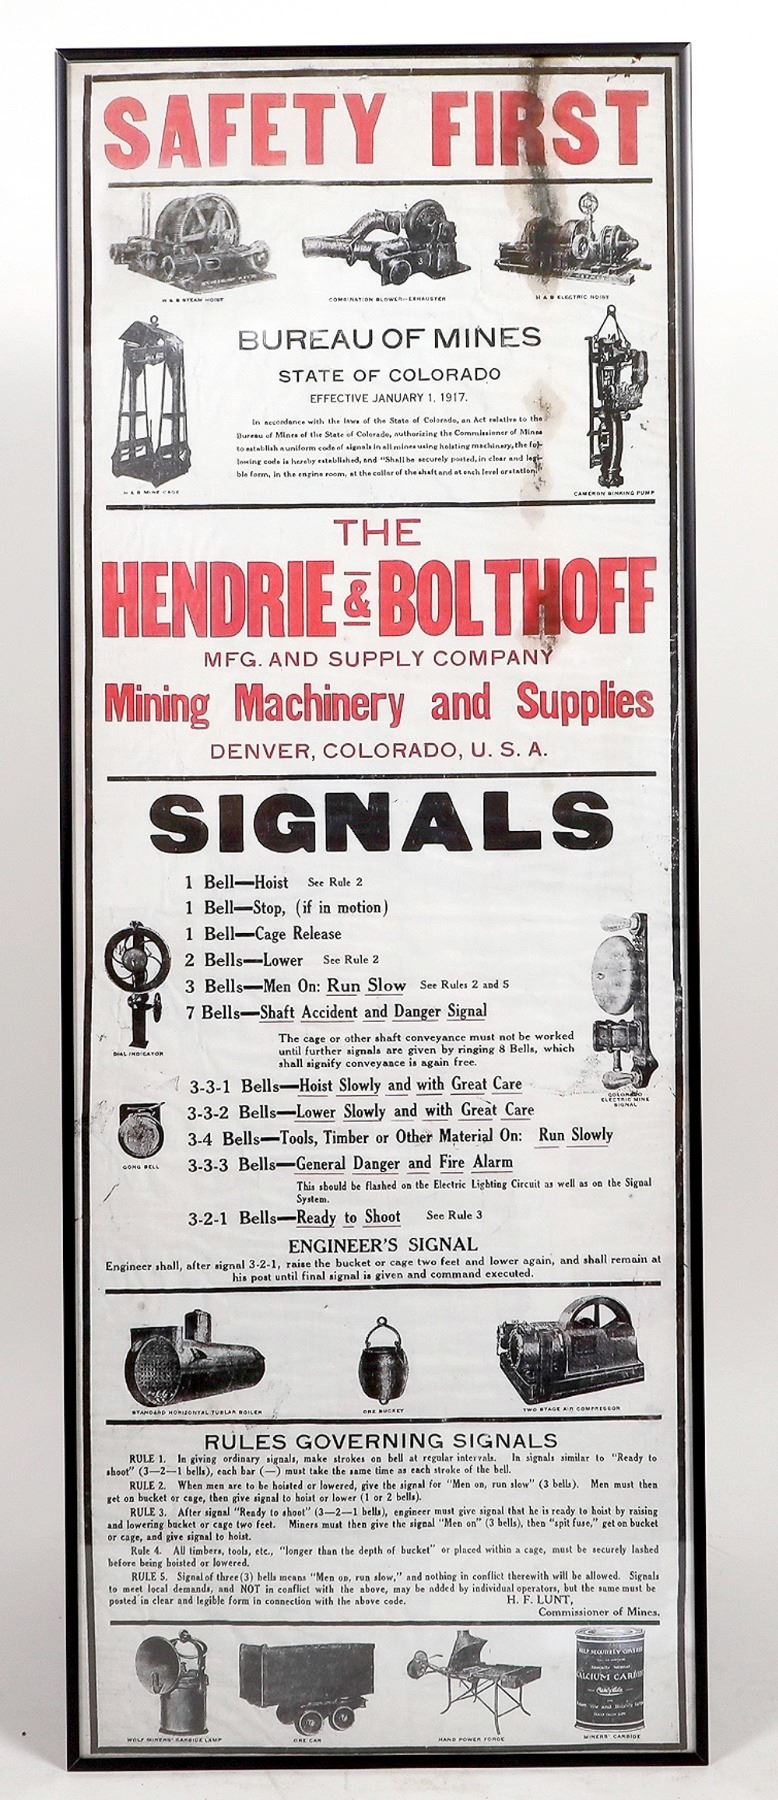 SAFETY FIRST
H & B STEAM HOIST
COMBINATION BLOWER—EXHAUSTER
H & B ELECTRIC HOIST
BUREAU OF MINES
STATE OF COLORADO
EFFECTIVE JANUARY 1, 1917.
In accordance with the laws of the State of Colorado, an Act relative to the
Bureau of Mines of the State of Colorado, authorizing the Commissioner of Mines
to establish a uniform code of signals in all mines using hoisting machinery, the fol-
lowing code is hereby established, and "Shall be securely posted, in clear and legi-
ble form, in the engine room, at the collar of the shaft and at each level or station."
H & B MINE CAGE
CAMERON SINKING PUMP
THE
HENDRIE & BOLTHOFF
MFG. AND SUPPLY COMPANY
Mining Machinery and Supplies
DENVER, COLORADO, U. S. A.
SIGNALS
1 Bell—Hoist See Rule 2
1 Bell—Stop, (if in motion)
1 Bell—Cage Release
2 Bells—Lower See Rule 2
3 Bells—Men On: Run Slow See Rules 2 and 5
7 Bells—Shaft Accident and Danger Signal
The cage or other shaft conveyance must not be worked
until further signals are given by ringing 8 Bells, which
shall signify conveyance is again free.
DIAL INDICATOR
COLORADO
ELECTRIC MINE
SIGNAL
3-3-1 Bells—Hoist Slowly and with Great Care
3-3-2 Bells—Lower Slowly and with Great Care
3-4 Bells—Tools, Timber or Other Material On: Run Slowly
3-3-3 Bells—General Danger and Fire Alarm
GONG BELL
This should be flashed on the Electric Lighting Circuit as well as on the Signal
System.
3-2-1 Bells—Ready to Shoot See Rule 3
ENGINEER'S SIGNAL
Engineer shall, after signal 3-2-1, raise the bucket or cage two feet and lower again, and shall remain at
his post until final signal is given and command executed.
STANDARD HORIZONTAL TUBLAR BOILER
ORE BUCKET
TWO STAGE AIR COMPRESSOR
RULES GOVERNING SIGNALS
RULE 1. In giving ordinary signals, make strokes on bell at regular intervals. In signals similar to "Ready to
shoot" (3—2—1 bells), each bar (—) must take the same time as each stroke of the bell.
RULE 2. When men are to be hoisted or lowered, give the signal for "Men on, run slow" (3 bells). Men must then
get on bucket or cage, then give signal to hoist or lower (1 or 2 bells).
RULE 3. After signal "Ready to shoot" (3—2—1 bells), engineer must give signal that he is ready to hoist by raising
and lowering bucket or cage two feet. Miners must then give the signal "Men on" (3 bells), then "spit fuse," get on bucket
or cage, and give signal to hoist.
Rule 4. All timbers, tools, etc., "longer than the depth of bucket" or placed within a cage, must be securely lashed
before being hoisted or lowered.
RULE 5. Signal of three (3) bells means "Men on, run slow," and nothing in conflict therewith will be allowed. Signals
to meet local demands, and NOT in conflict with the above, may be added by individual operators, but the same must be
posted in clear and legible form in connection with the above code.
H. F. LUNT,
Commissioner of Mines.
CALCIUM CARBIDE
WOLF MINERS' CARBIDE LAMP
ORE CAR
HAND POWER FORGE
MINERS' CARBIDE